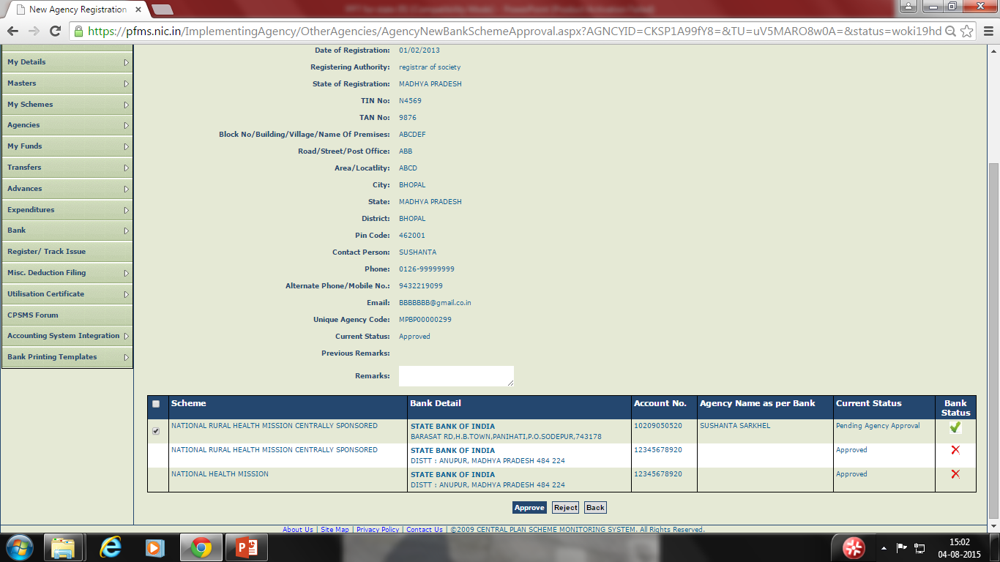 New Agency Registration
https://pfms.nic.in/ImplementingAgency/OtherAgencies/AgencyNewBankSchemeApproval.aspx?AGNCYID=CKSP1A99fY8=&TU=uV5MARO8w0A=&status=woki19hd
My Details
Masters
My Schemes
Agencies
My Funds
Transfers
Advances
Expenditures
Bank
Register/ Track Issue
Misc. Deduction Filing
Utilisation Certificate
CPSMS Forum
Accounting System Integration
Bank Printing Templates
Date of Registration: 01/02/2013
Registering Authority: registrar of society
State of Registration: MADHYA PRADESH
TIN No: N4569
TAN No: 9876
Block No/Building/Village/Name Of Premises: ABCDEF
Road/Street/Post Office: ABB
Area/Locatlity: ABCD
City: BHOPAL
State: MADHYA PRADESH
District: BHOPAL
Pin Code: 462001
Contact Person: SUSHANTA
Phone: 0126-99999999
Alternate Phone/Mobile No.: 9432219099
Email: BBBBBBB@gmail.co.in
Unique Agency Code: MPBP00000299
Current Status: Approved
Previous Remarks:
Remarks:
Scheme Bank Detail Account No. Agency Name as per Bank Current Status Bank Status
NATIONAL RURAL HEALTH MISSION CENTRALLY SPONSORED STATE BANK OF INDIA 10209050520 SUSHANTA SARKHEL Pending Agency Approval
BARASAT RD,H.B.TOWN,PANIHATI,P.O.SODEPUR,743178
NATIONAL RURAL HEALTH MISSION CENTRALLY SPONSORED STATE BANK OF INDIA 12345678920 Approved
DISTT : ANUPUR, MADHYA PRADESH 484 224
NATIONAL HEALTH MISSION STATE BANK OF INDIA 12345678920 Approved
DISTT : ANUPUR, MADHYA PRADESH 484 224
Approve Reject Back
About Us | Site Map | Privacy Policy | Contact Us | ©2009 CENTRAL PLAN SCHEME MONITORING SYSTEM. All Rights Reserved.
15:02
04-08-2015